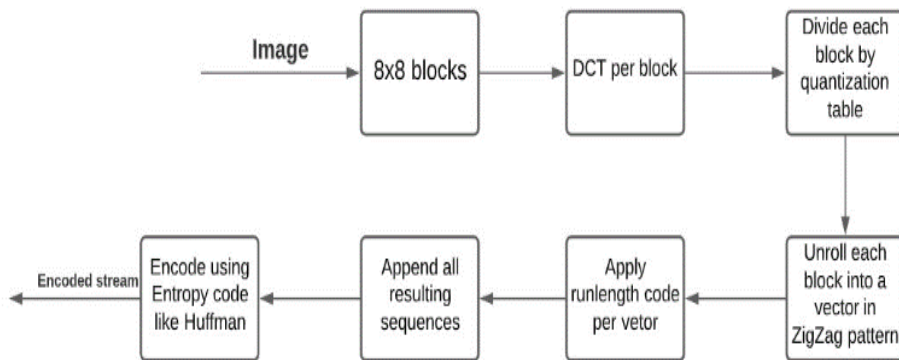 Image
8x8 blocks
DCT per block
Divide each
block by
quantization
table
Unroll each
block into a
vector in
ZigZag pattern
Apply
runlength code
per vetor
Append all
resulting
sequences
Encode using
Entropy code
like Huffman
Encoded stream